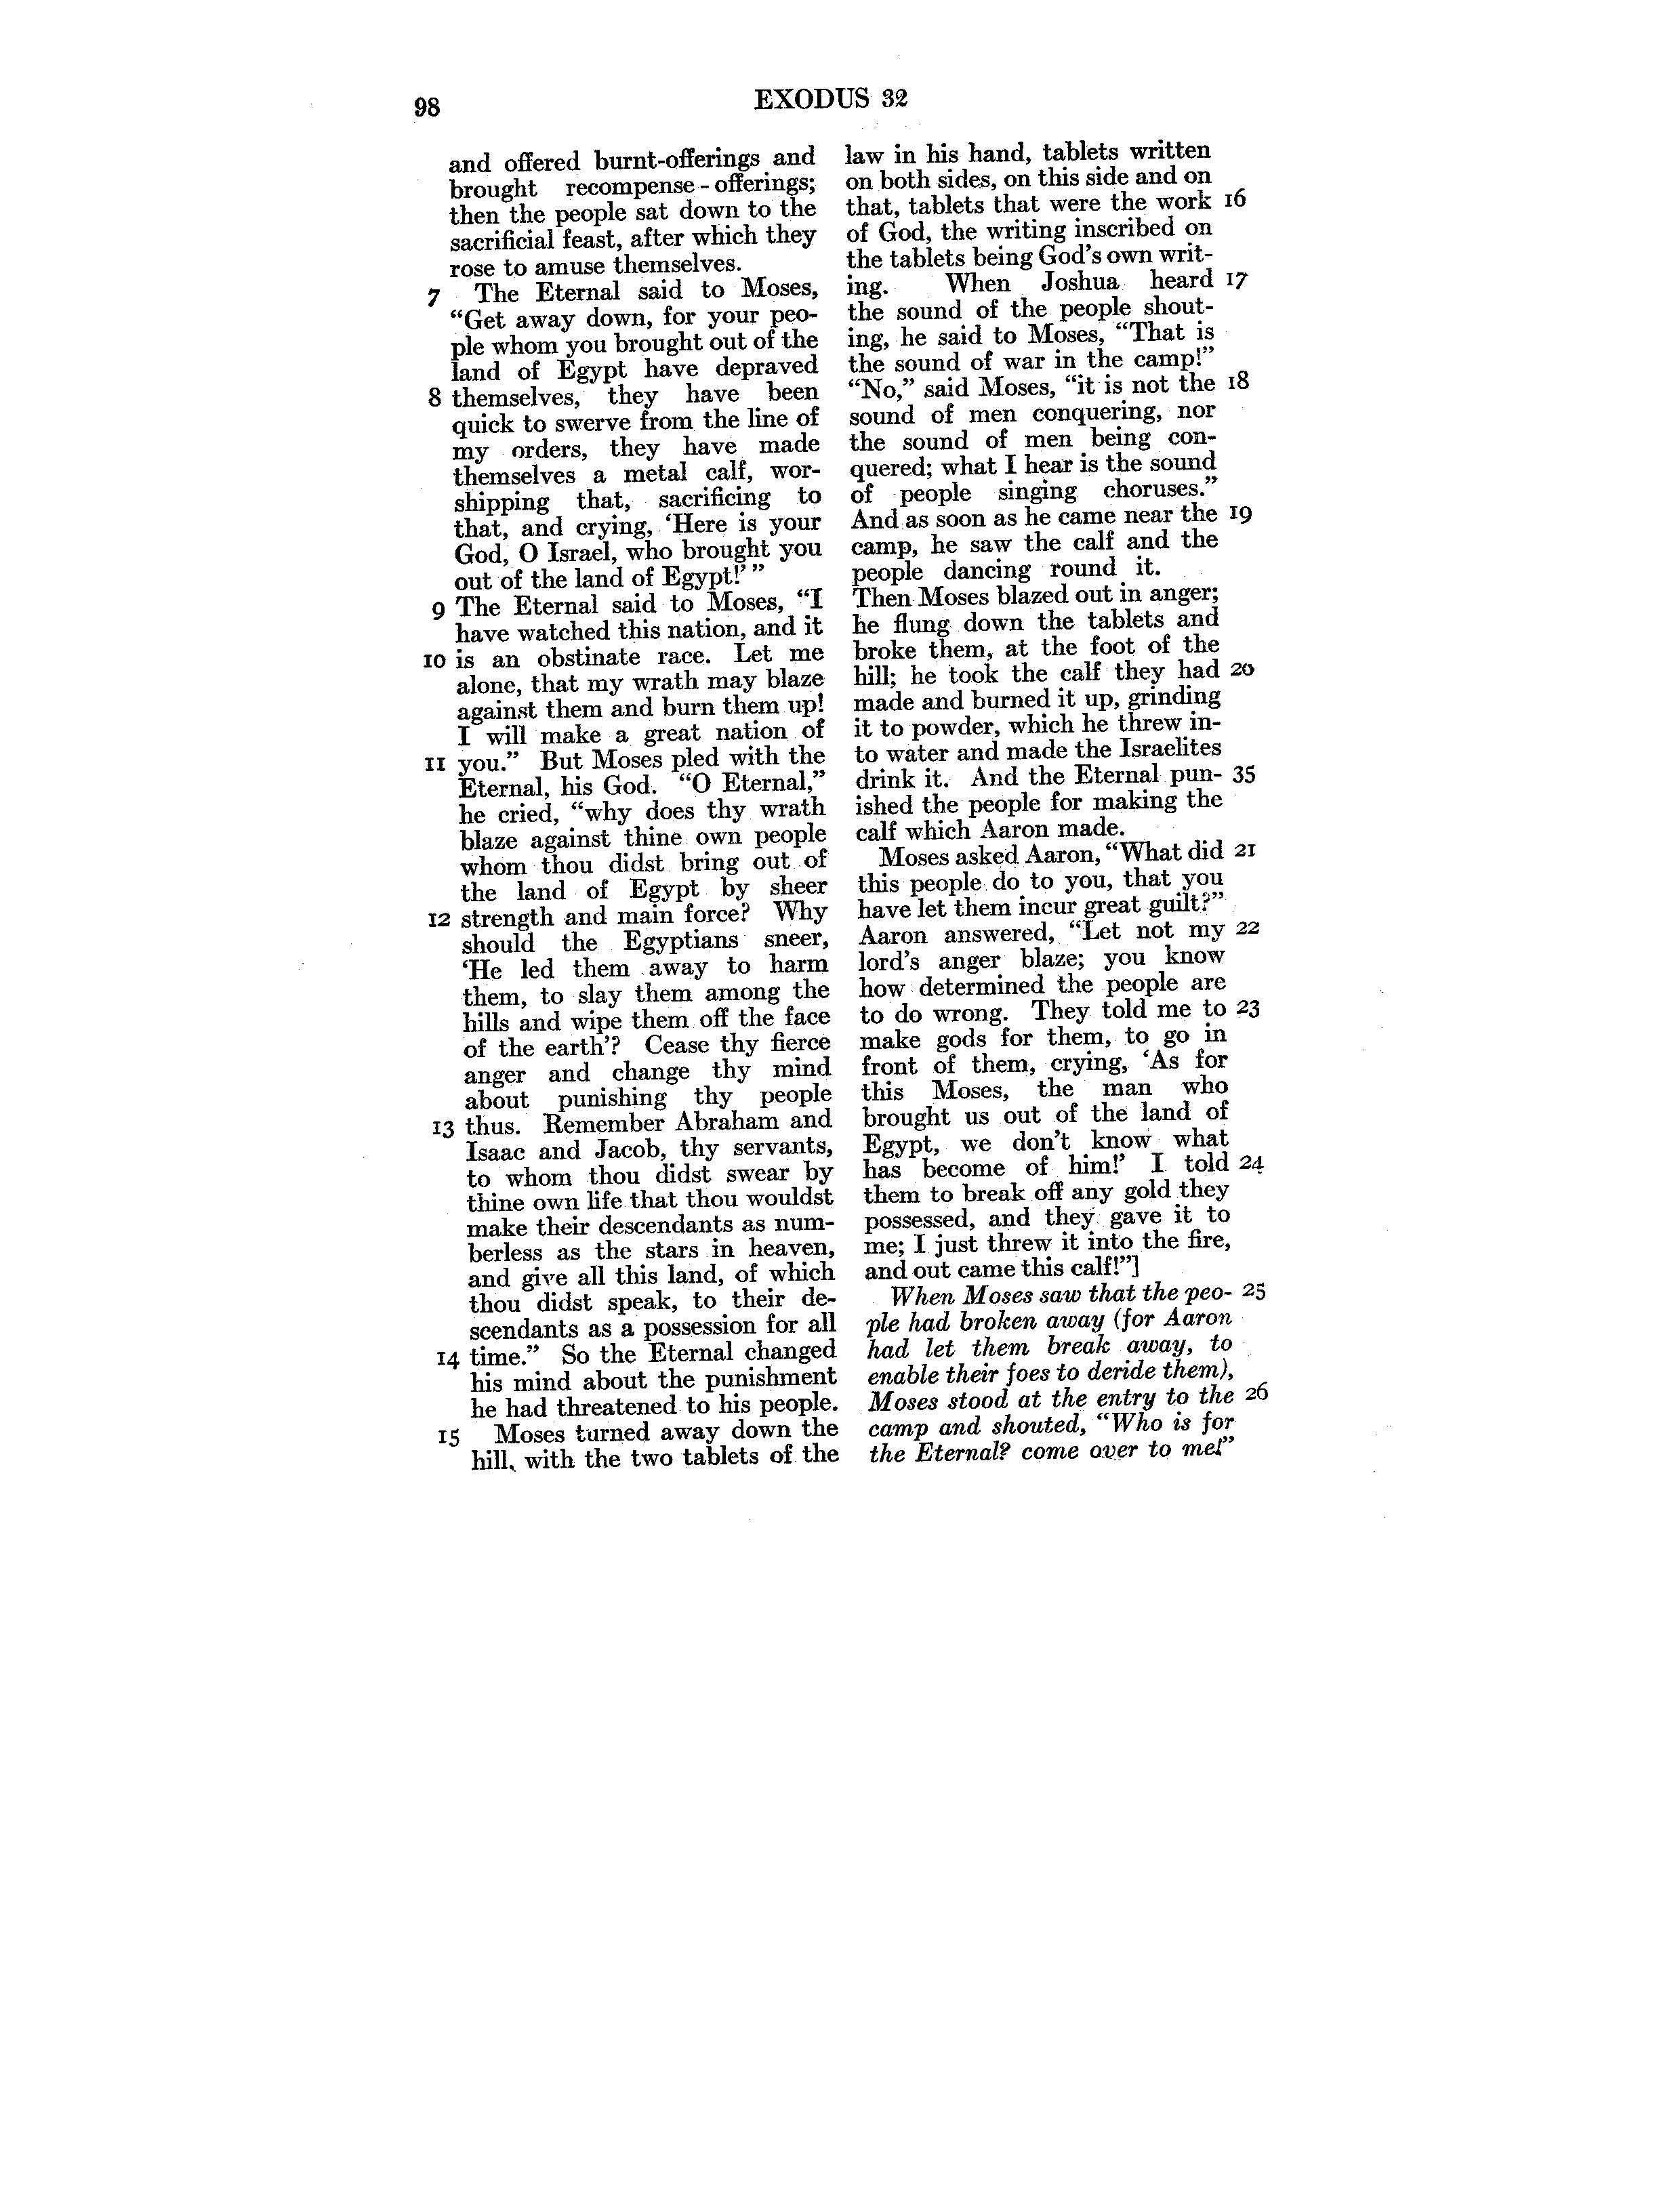 98
EXODUS 32
and offered burnt-offerings and
brought recompense-offerings;
then the people sat down to the
sacrificial feast, after which they
rose to amuse themselves.
7 The Eternal said to Moses,
“Get away down, for your peo-
ple whom you brought out of the
land of Egypt have depraved
8 themselves, they have been
quick to swerve from the line of
my orders, they have made
themselves a metal calf, wor-
shipping that, sacrificing to
that, and crying, ‘Here is your
God, O Israel, who brought you
out of the land of Egypt!’ ”
9 The Eternal said to Moses, “I
have watched this nation, and it
10 is an obstinate race. Let me
alone, that my wrath may blaze
against them and burn them up!
I will make a great nation of
11 you.” But Moses pled with the
Eternal, his God. “O Eternal,”
he cried, “why does thy wrath
blaze against thine own people
whom thou didst bring out of
the land of Egypt by sheer
12 strength and main force? Why
should the Egyptians sneer,
‘He led them away to harm
them, to slay them among the
hills and wipe them off the face
of the earth’? Cease thy fierce
anger and change thy mind
about punishing thy people
13 thus. Remember Abraham and
Isaac and Jacob, thy servants,
to whom thou didst swear by
thine own life that thou wouldst
make their descendants as num-
berless as the stars in heaven,
and give all this land, of which
thou didst speak, to their de-
scendants as a possession for all
14 time.” So the Eternal changed
his mind about the punishment
he had threatened to his people.
15 Moses turned away down the
hill, with the two tablets of the
law in his hand, tablets written
on both sides, on this side and on
that, tablets that were the work 16
of God, the writing inscribed on
the tablets being God’s own writ-
ing. When Joshua heard 17
the sound of the people shout-
ing, he said to Moses, “That is
the sound of war in the camp!”
“No,” said Moses, “it is not the 18
sound of men conquering, nor
the sound of men being con-
quered; what I hear is the sound
of people singing choruses.”
And as soon as he came near the 19
camp, he saw the calf and the
people dancing round it.
Then Moses blazed out in anger;
he flung down the tablets and
broke them, at the foot of the
hill; he took the calf they had 20
made and burned it up, grinding
it to powder, which he threw in-
to water and made the Israelites
drink it. And the Eternal pun- 35
ished the people for making the
calf which Aaron made.
Moses asked Aaron, “What did 21
this people do to you, that you
have let them incur great guilt?”
Aaron answered, “Let not my 22
lord’s anger blaze; you know
how determined the people are
to do wrong. They told me to 23
make gods for them, to go in
front of them, crying, ‘As for
this Moses, the man who
brought us out of the land of
Egypt, we don’t know what
has become of him!’ I told 24
them to break off any gold they
possessed, and they gave it to
me; I just threw it into the fire,
and out came this calf!”]
When Moses saw that the peo- 25
ple had broken away (for Aaron
had let them break away, to
enable their foes to deride them),
Moses stood at the entry to the 26
camp and shouted, “Who is for
the Eternal? come over to me!”